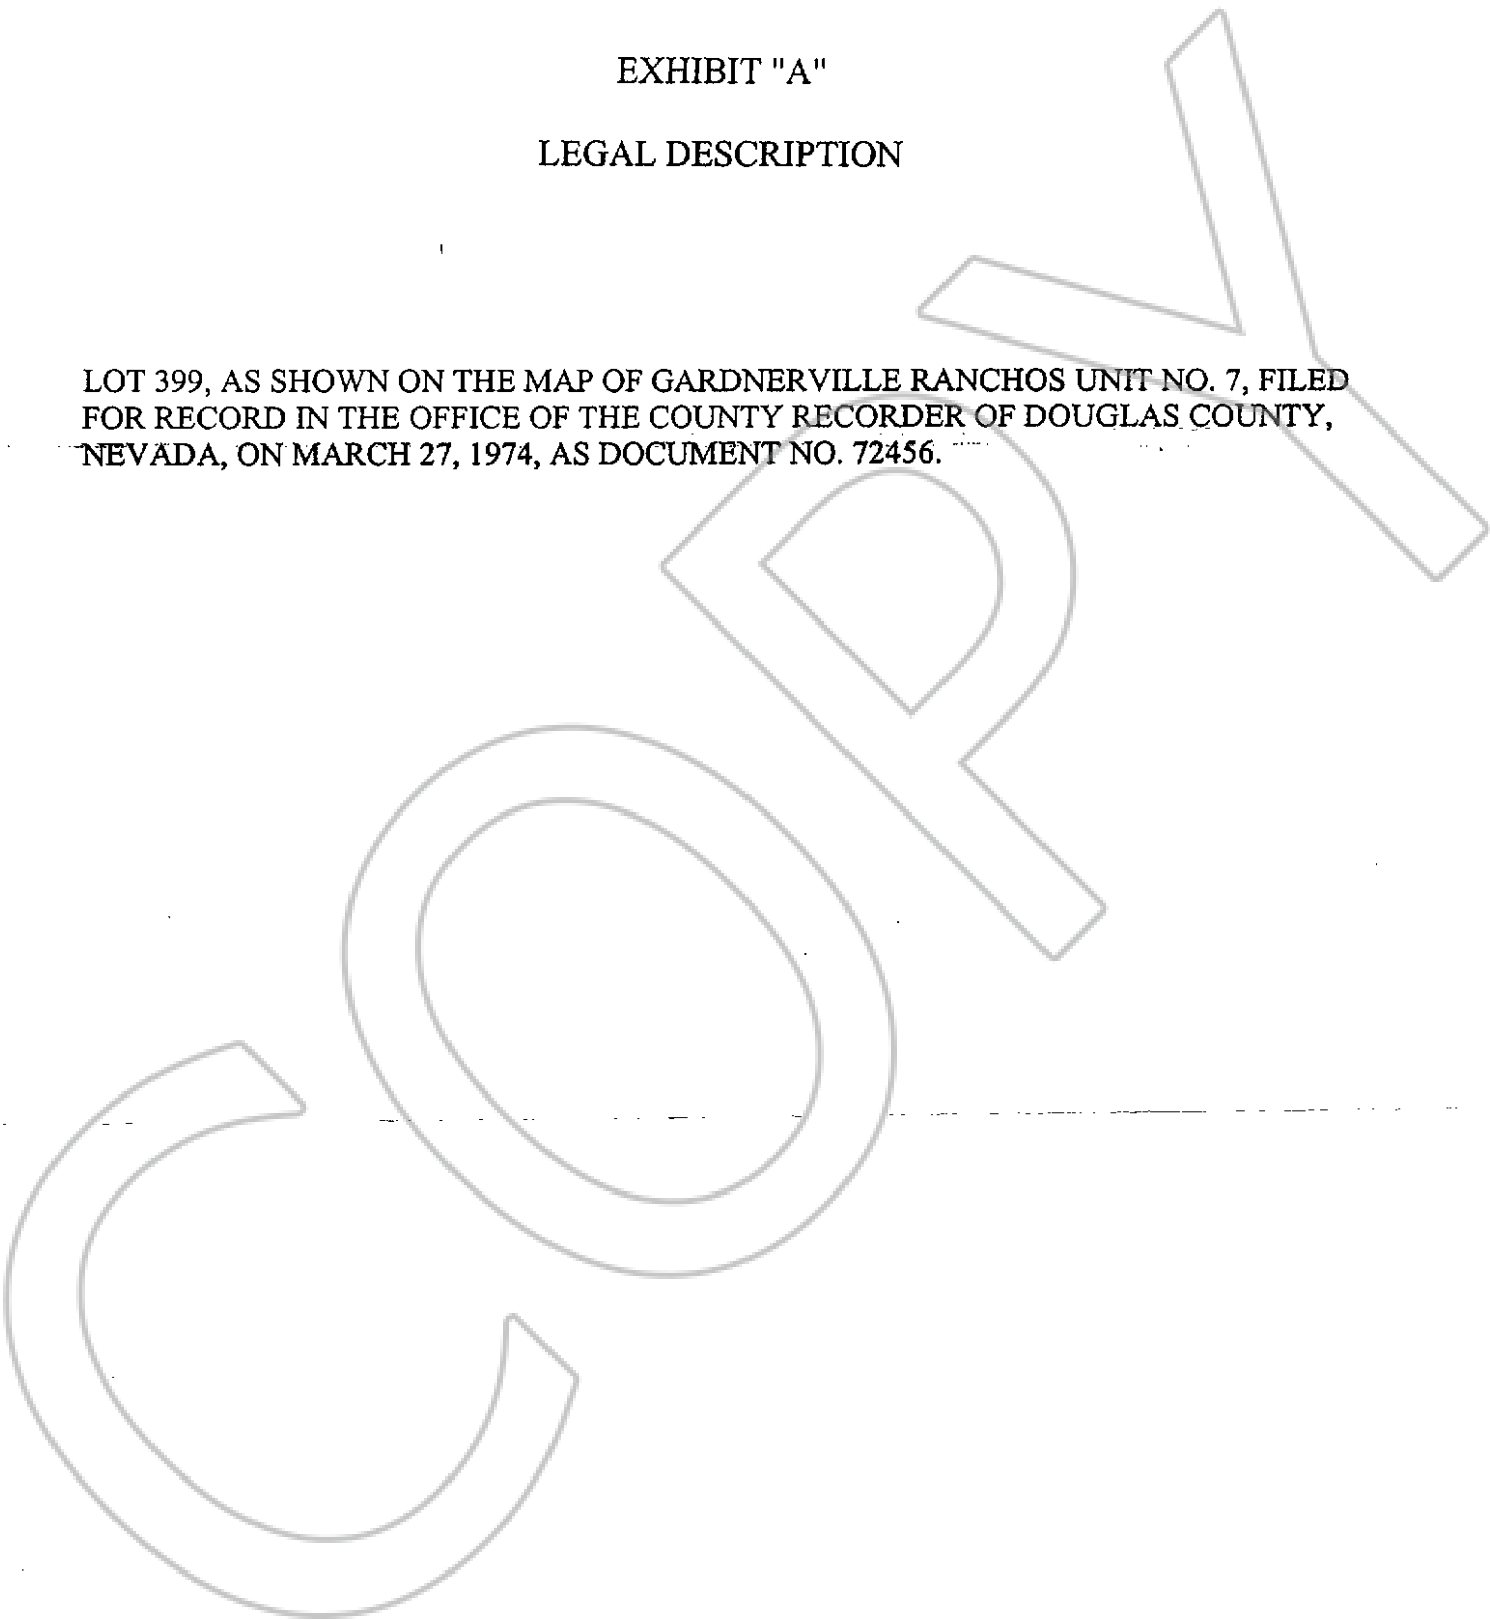 EXHIBIT "A"
LEGAL DESCRIPTION
LOT 399, AS SHOWN ON THE MAP OF GARDNERVILLE RANCHOS UNIT NO. 7, FILED
FOR RECORD IN THE OFFICE OF THE COUNTY RECORDER OF DOUGLAS COUNTY,
NEVADA, ON MARCH 27, 1974, AS DOCUMENT NO. 72456.
COPY